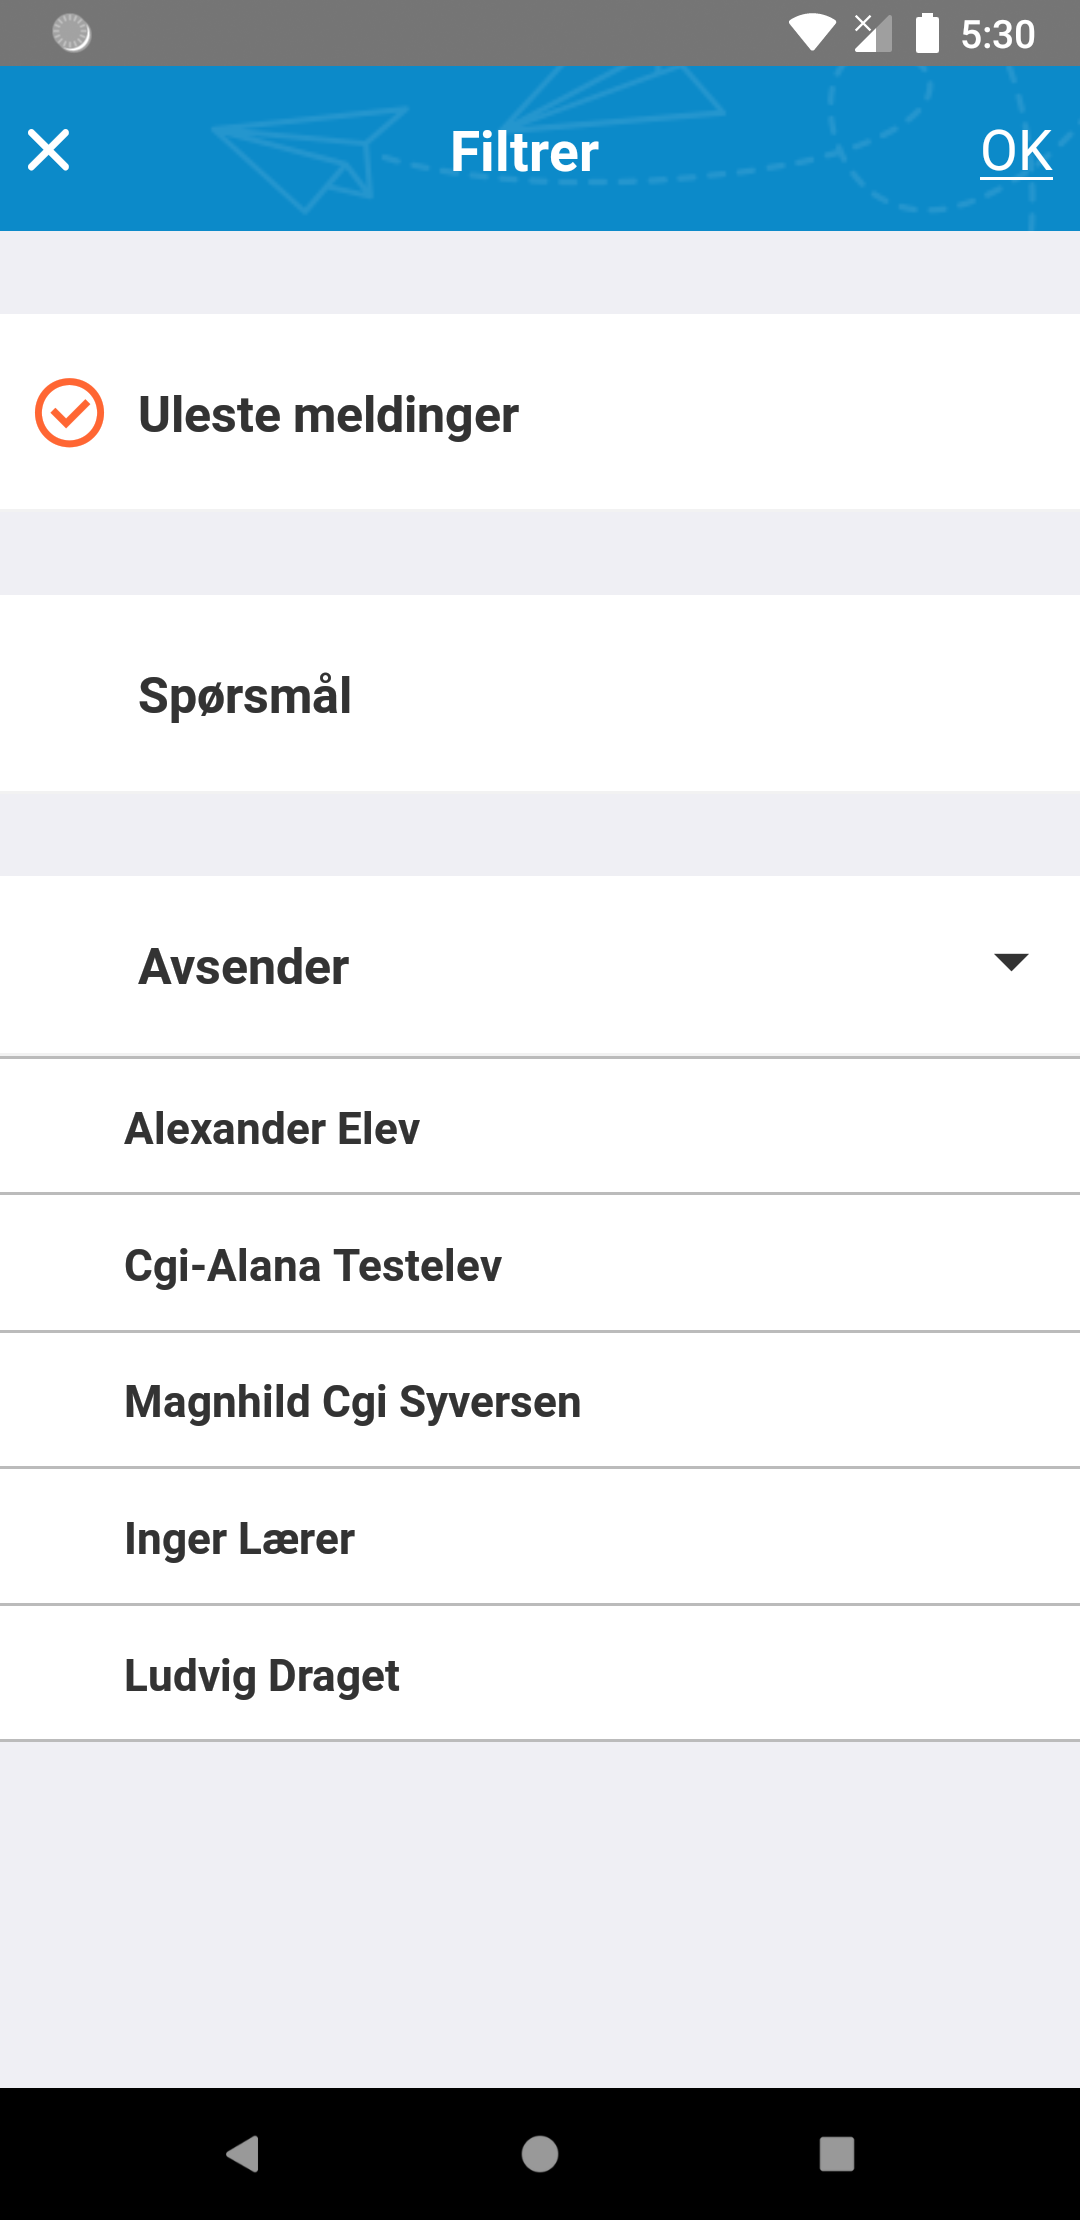 5:30
Filtrer
OK
Uleste meldinger
Spørsmål
Avsender
Alexander Elev
Cgi-Alana Testelev
Magnhild Cgi Syversen
Inger Lærer
Ludvig Draget